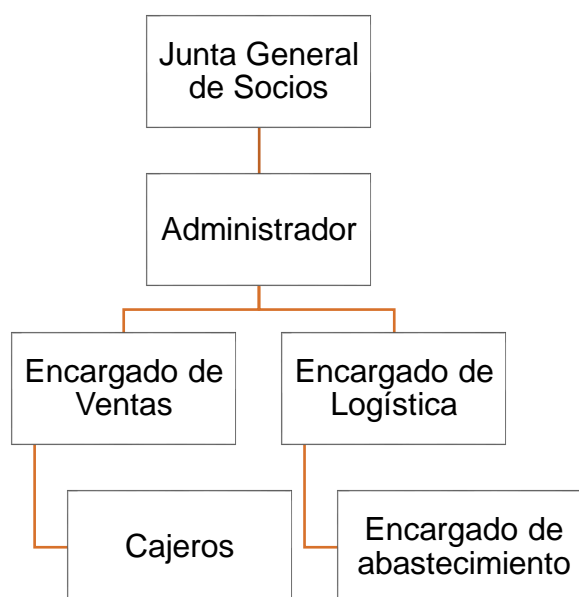 Junta General
de Socios
Administrador
Encargado de
Ventas
Encargado de
Logística
Cajeros
Encargado de
abastecimiento